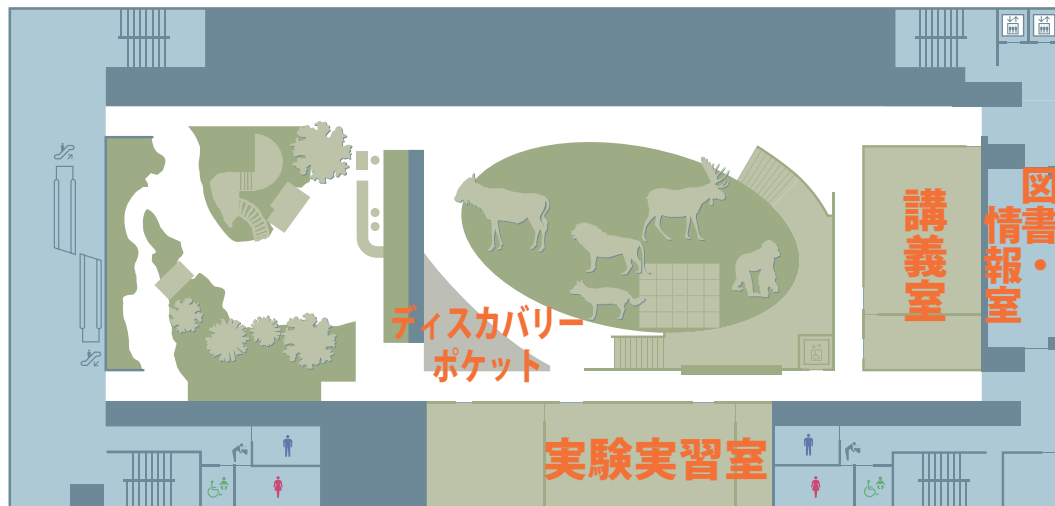 ディスカバリー
ポケット
講義室
図書・
情報室
実験実習室